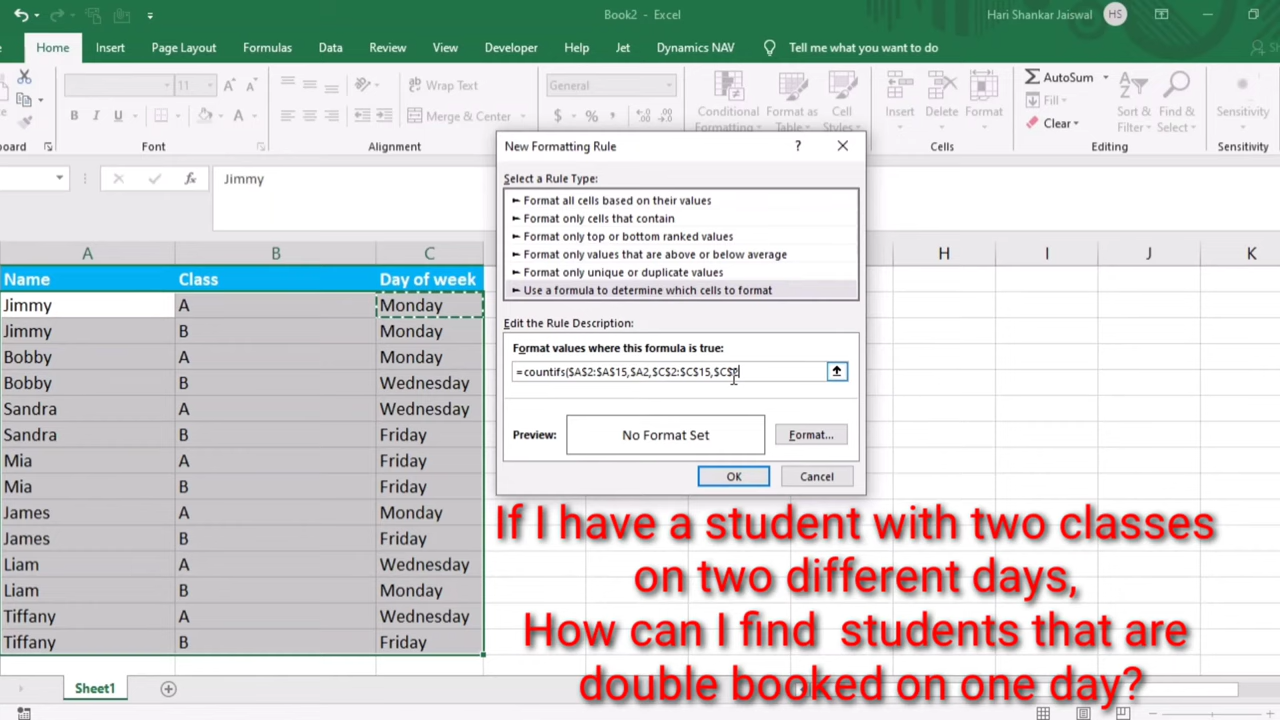 Book2 - Excel
Hari Shankar Jaiswal HS
Home Insert Page Layout Formulas Data Review View Developer Help Jet Dynamics NAV Tell me what you want to do
11 A A Wrap Text General AutoSum
B I U A Merge & Center $ % Conditional Formatting Format as Table Cell Styles Insert Delete Format Fill Clear Sort & Filter Find & Select Sensitivity
oard Font Alignment Cells Editing Sensitivity
fx Jimmy
New Formatting Rule ?
Select a Rule Type:
► Format all cells based on their values
► Format only cells that contain
► Format only top or bottom ranked values
► Format only values that are above or below average
► Format only unique or duplicate values
► Use a formula to determine which cells to format
Edit the Rule Description:
Format values where this formula is true:
=countifs($A$2:$A$15,$A2,$C$2:$C$15,$C$2
Preview: No Format Set Format...
OK Cancel
A B C H I J K
Name Class Day of week
Jimmy A Monday
Jimmy B Monday
Bobby A Monday
Bobby B Wednesday
Sandra A Wednesday
Sandra B Friday
Mia A Friday
Mia B Friday
James A Monday
James B Friday
Liam A Wednesday
Liam B Monday
Tiffany A Wednesday
Tiffany B Friday
If I have a student with two classes
on two different days,
How can I find students that are
double booked on one day?
Sheet1